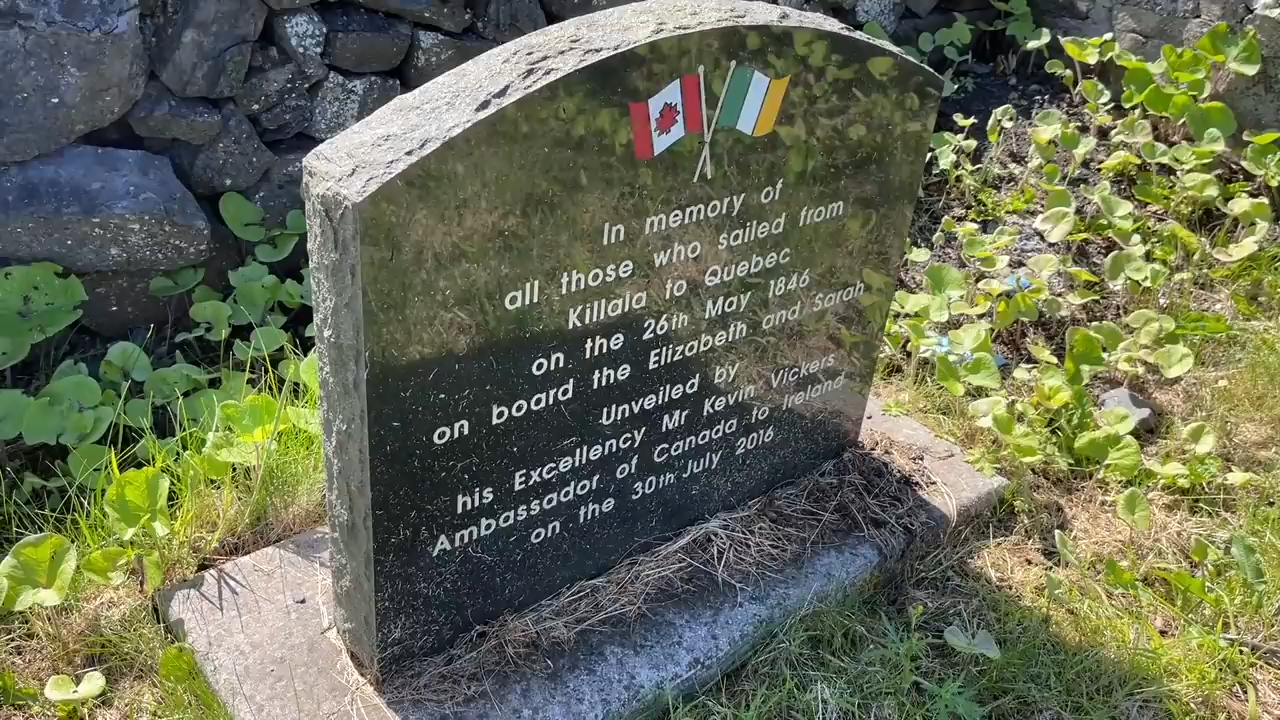 In memory of
all those who sailed from
Killala to Quebec
on the 26th May 1846
on board the Elizabeth and Sarah
Unveiled by
his Excellency Mr Kevin Vickers
Ambassador of Canada to Ireland
on the 30th July 2016